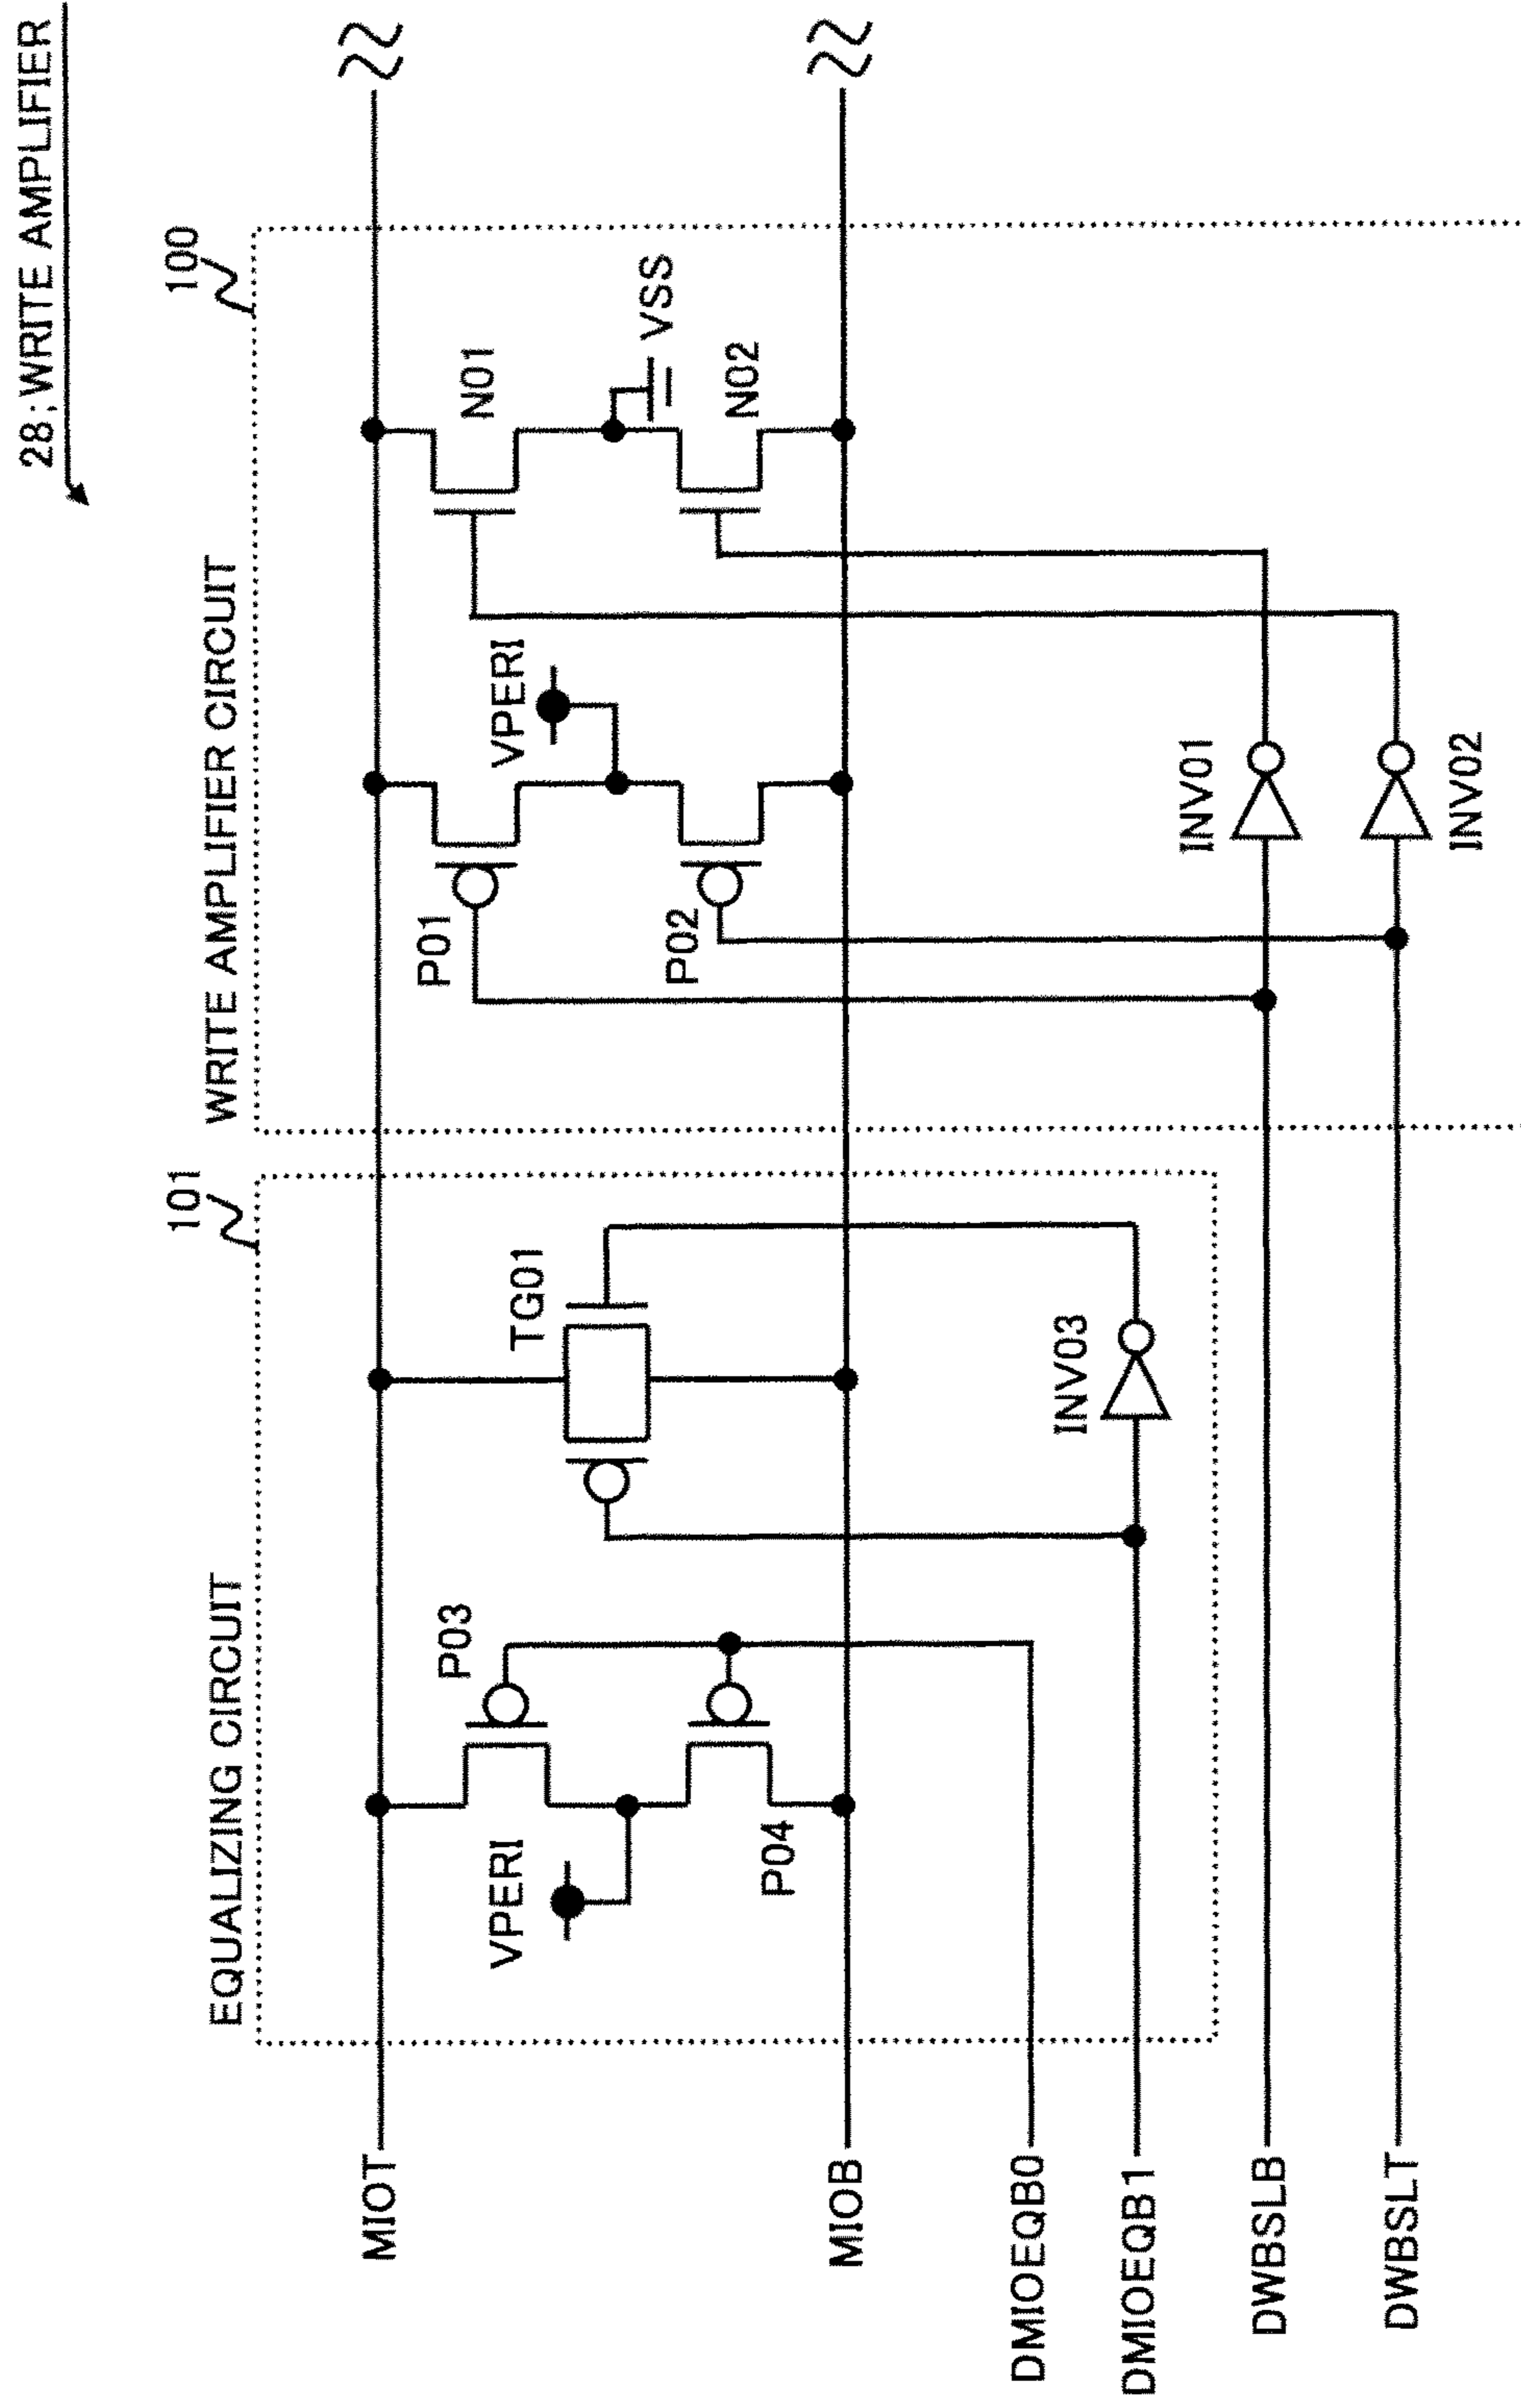 28;WRITE AMPLIFIER
100
WRITE AMPLIFIER CIRCUIT
101
EQUALIZING CIRCUIT
MIOT
MIOB
DMIOEQB0
DMIOEQB1
DWBSLB
DWBSLT
VPERI
P03
P04
TG01
INV03
P01
P02
VPERI
N01
VSS
N02
INV01
INV02